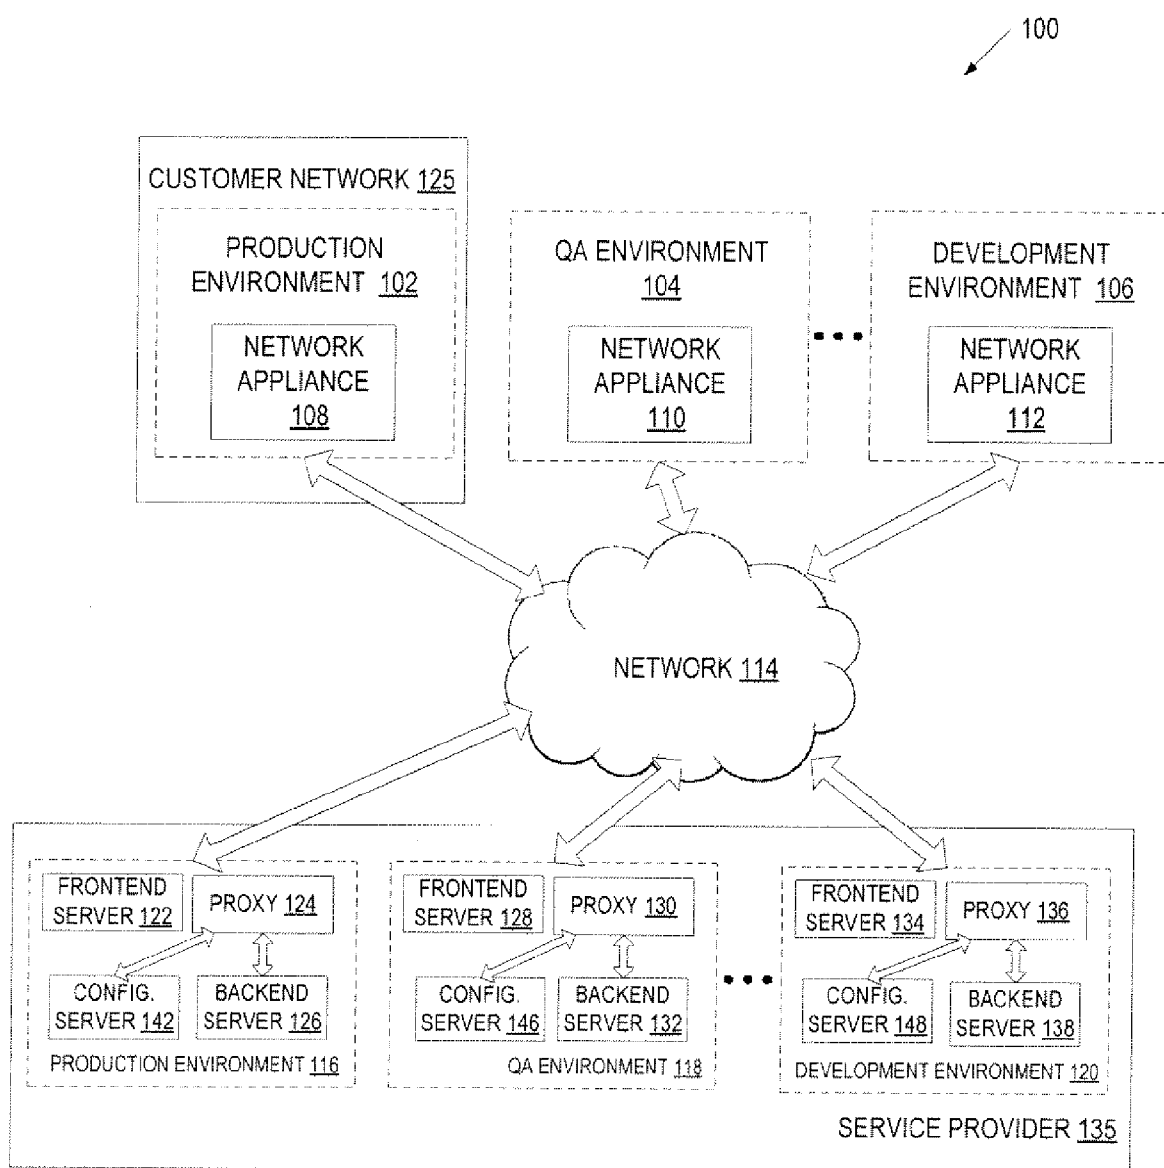 100
CUSTOMER NETWORK 125
PRODUCTION
ENVIRONMENT 102
NETWORK
APPLIANCE
108
QA ENVIRONMENT
104
NETWORK
APPLIANCE
110
DEVELOPMENT
ENVIRONMENT 106
NETWORK
APPLIANCE
112
NETWORK 114
FRONTEND
SERVER 122
PROXY 124
CONFIG.
SERVER 142
BACKEND
SERVER 126
PRODUCTION ENVIRONMENT 116
FRONTEND
SERVER 128
PROXY 130
CONFIG.
SERVER 146
BACKEND
SERVER 132
QA ENVIRONMENT 118
FRONTEND
SERVER 134
PROXY 136
CONFIG.
SERVER 148
BACKEND
SERVER 138
DEVELOPMENT ENVIRONMENT 120
SERVICE PROVIDER 135